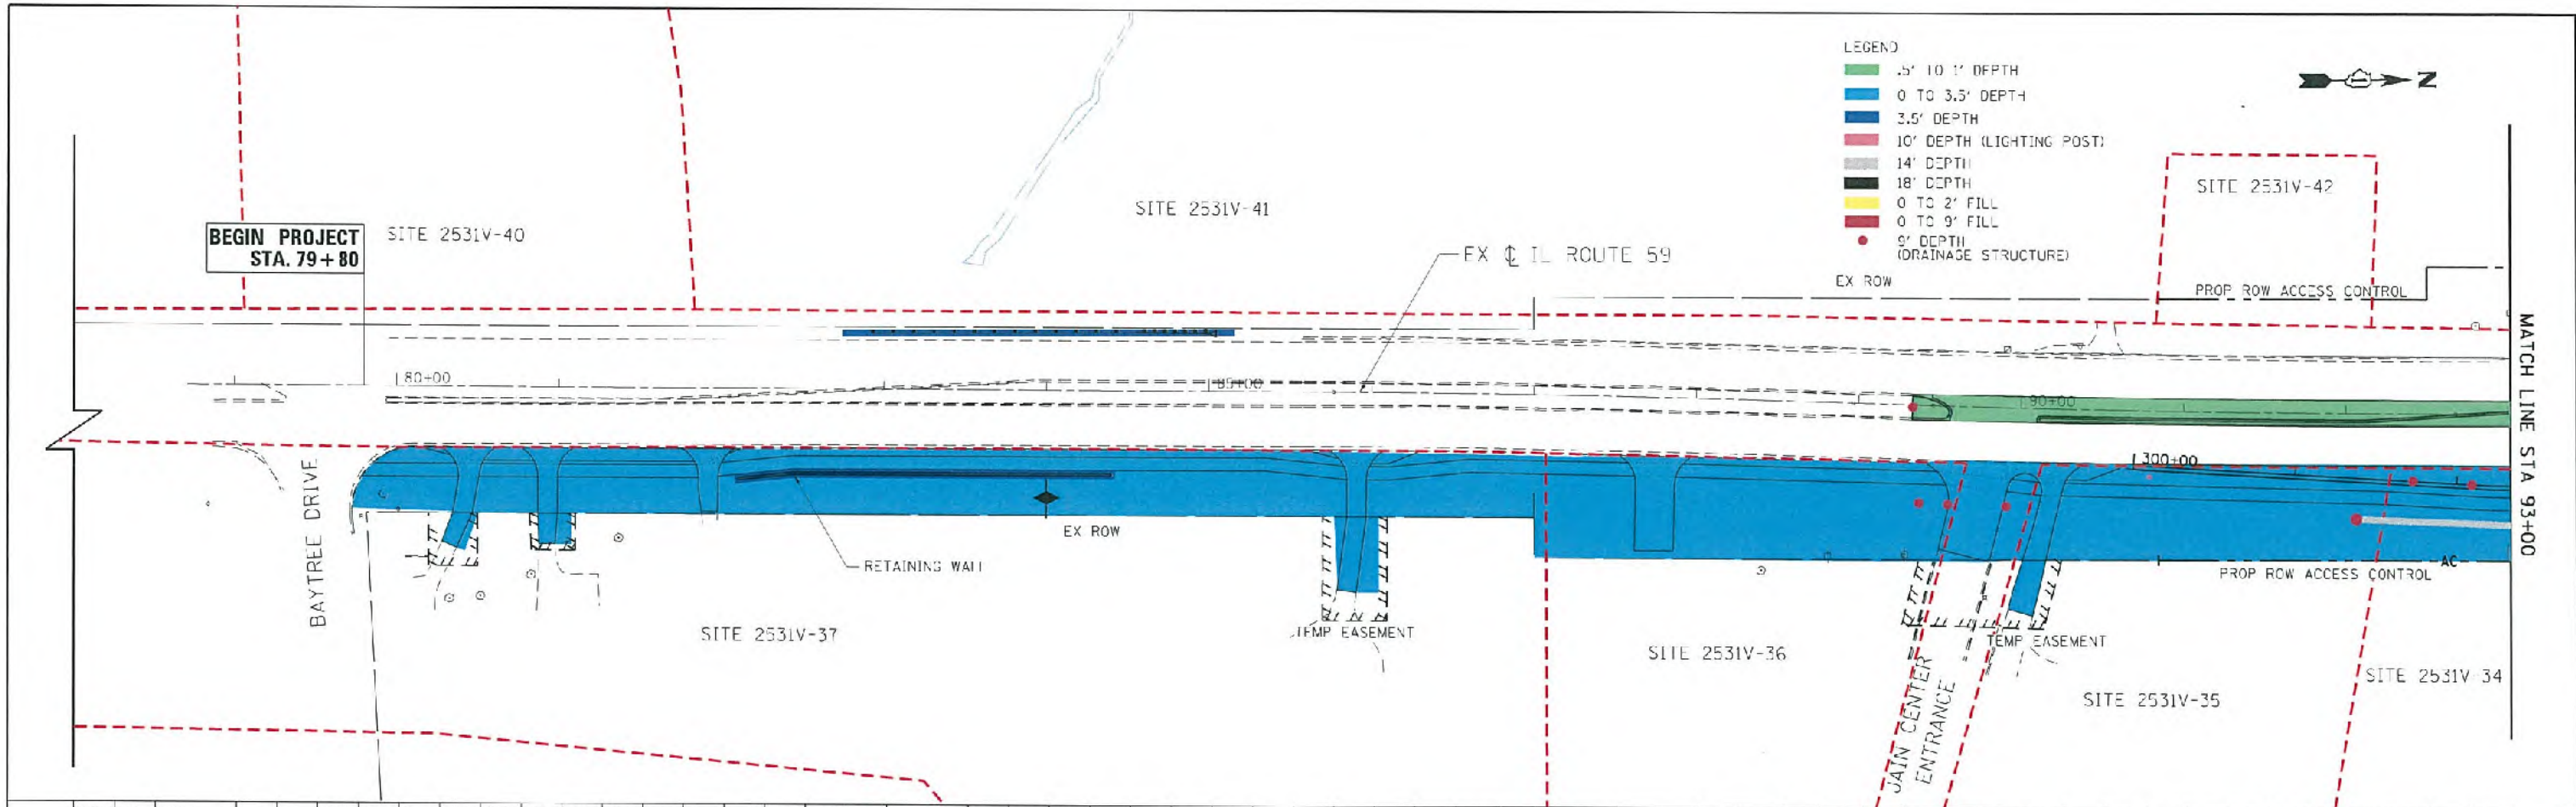 LEGEND
.5' TO 1' DEPTH
0 TO 3.5' DEPTH
3.5' DEPTH
10' DEPTH (LIGHTING POST)
14' DEPTH
18' DEPTH
0 TO 2' FILL
0 TO 9' FILL
9' DEPTH
(DRAINAGE STRUCTURE)
N
SITE 2531V-42
SITE 2531V-41
SITE 2531V-40
BEGIN PROJECT
STA. 79+80
EX ℄ IL ROUTE 59
EX ROW
PROP ROW ACCESS CONTROL
MATCH LINE STA 93+00
80+00
85+00
90+00
300+00
BAYTREE DRIVE
EX ROW
RETAINING WALL
AC
PROP ROW ACCESS CONTROL
TEMP EASEMENT
TEMP EASEMENT
SITE 2531V-37
SITE 2531V-36
JAIN CENTER
ENTRANCE
SITE 2531V-35
SITE 2531V-34